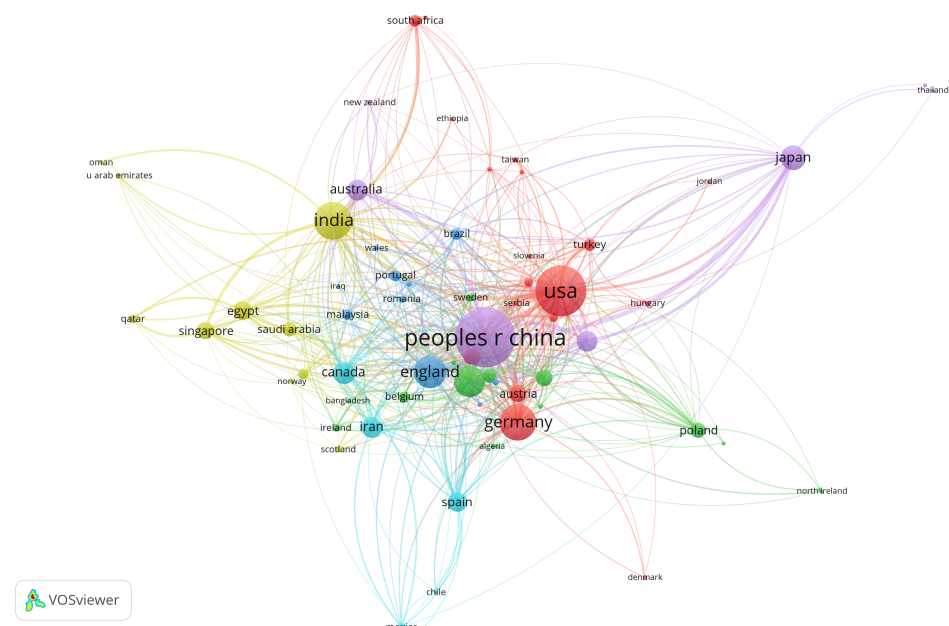 south africa
thailand
new zealand
ethiopia
taiwan
japan
oman
u arab emirates
jordan
australia
india
brazil
turkey
wales
slovenia
portugal
iraq
usa
sweden
romania
serbia
hungary
egypt
malaysia
qatar
singapore
saudi arabia
peoples r china
canada
england
norway
austria
belgium
bangladesh
germany
ireland
iran
poland
algeria
scotland
north ireland
spain
denmark
chile
VOSviewer